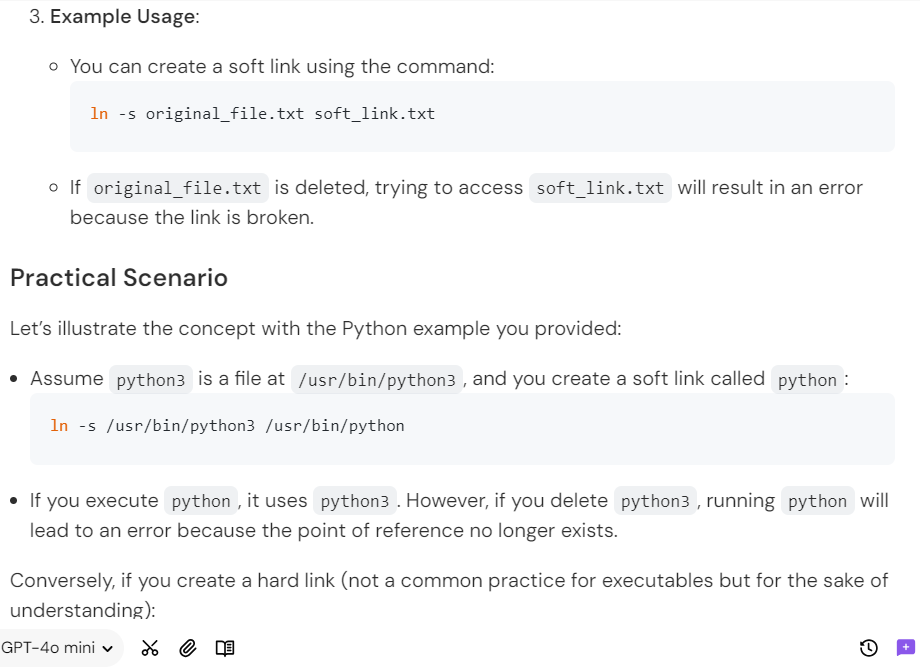 3. Example Usage:
You can create a soft link using the command:
ln -s original_file.txt soft_link.txt
If original_file.txt is deleted, trying to access soft_link.txt will result in an error
because the link is broken.
Practical Scenario
Let’s illustrate the concept with the Python example you provided:
Assume python3 is a file at /usr/bin/python3, and you create a soft link called python:
ln -s /usr/bin/python3 /usr/bin/python
If you execute python, it uses python3. However, if you delete python3, running python will
lead to an error because the point of reference no longer exists.
Conversely, if you create a hard link (not a common practice for executables but for the sake of
understanding):
GPT-4o mini